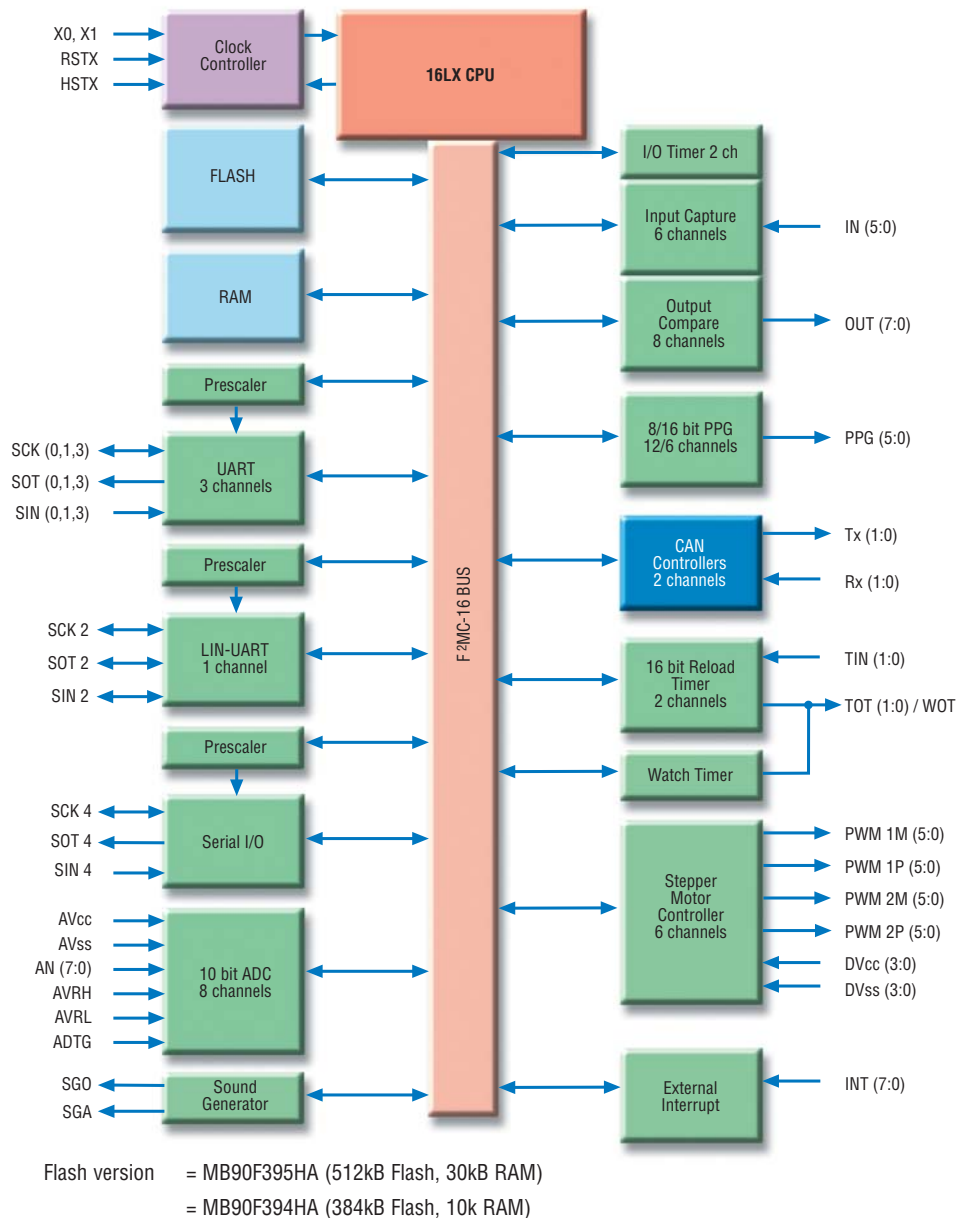 X0, X1
RSTX
HSTX
Clock
Controller
16LX CPU
FLASH
RAM
Prescaler
SCK (0,1,3)
SOT (0,1,3)
SIN (0,1,3)
UART
3 channels
Prescaler
SCK 2
SOT 2
SIN 2
LIN-UART
1 channel
Prescaler
SCK 4
SOT 4
SIN 4
Serial I/O
AVcc
AVss
AN (7:0)
AVRH
AVRL
ADTG
10 bit ADC
8 channels
SGO
SGA
Sound
Generator
F²MC-16 BUS
I/O Timer 2 ch
Input Capture
6 channels
IN (5:0)
Output
Compare
8 channels
OUT (7:0)
8/16 bit PPG
12/6 channels
PPG (5:0)
CAN
Controllers
2 channels
Tx (1:0)
Rx (1:0)
16 bit Reload
Timer
2 channels
TIN (1:0)
TOT (1:0) / WOT
Watch Timer
Stepper
Motor
Controller
6 channels
PWM 1M (5:0)
PWM 1P (5:0)
PWM 2M (5:0)
PWM 2P (5:0)
DVcc (3:0)
DVss (3:0)
External
Interrupt
INT (7:0)
Flash version = MB90F395HA (512kB Flash, 30kB RAM)
= MB90F394HA (384kB Flash, 10k RAM)